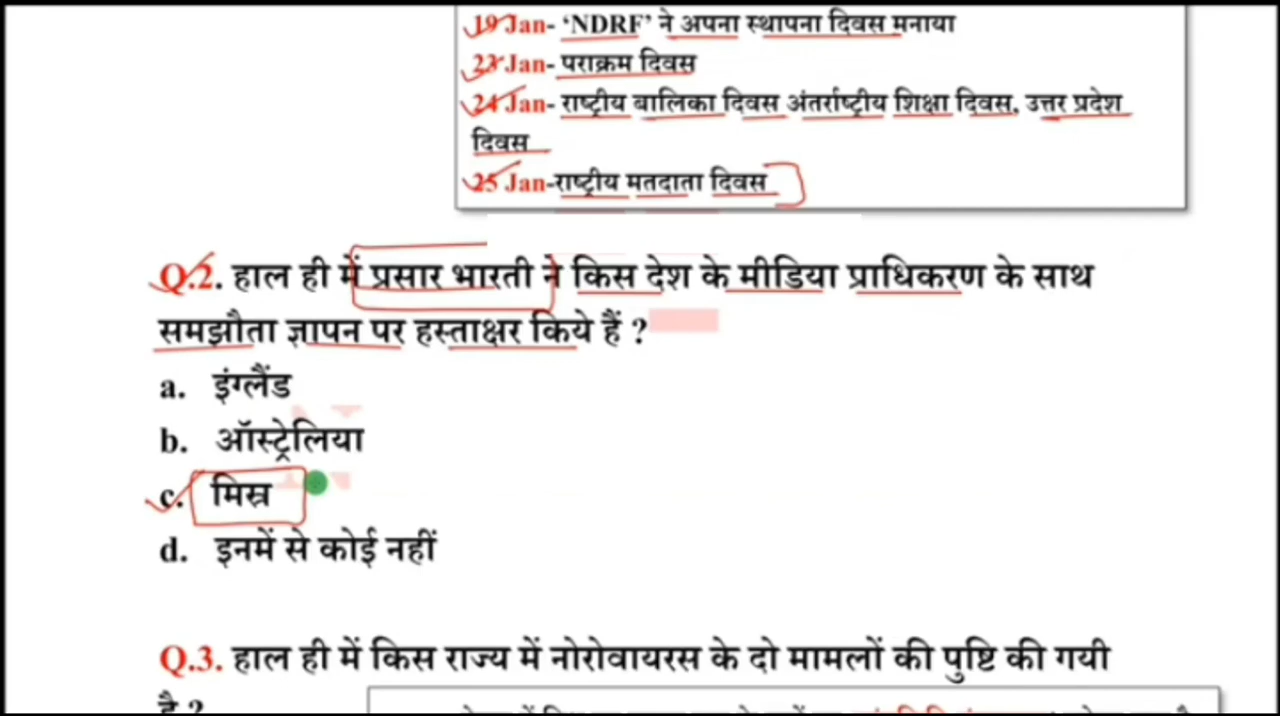 19 Jan- ‘NDRF’ ने अपना स्थापना दिवस मनाया
23 Jan- पराक्रम दिवस
24 Jan- राष्ट्रीय बालिका दिवस अंतर्राष्ट्रीय शिक्षा दिवस, उत्तर प्रदेश
दिवस
25 Jan-राष्ट्रीय मतदाता दिवस
Q.2. हाल ही में प्रसार भारती ने किस देश के मीडिया प्राधिकरण के साथ
समझौता ज्ञापन पर हस्ताक्षर किये हैं ?
a. इंग्लैंड
b. ऑस्ट्रेलिया
c. मिस्र
d. इनमें से कोई नहीं
Q.3. हाल ही में किस राज्य में नोरोवायरस के दो मामलों की पुष्टि की गयी
है ?